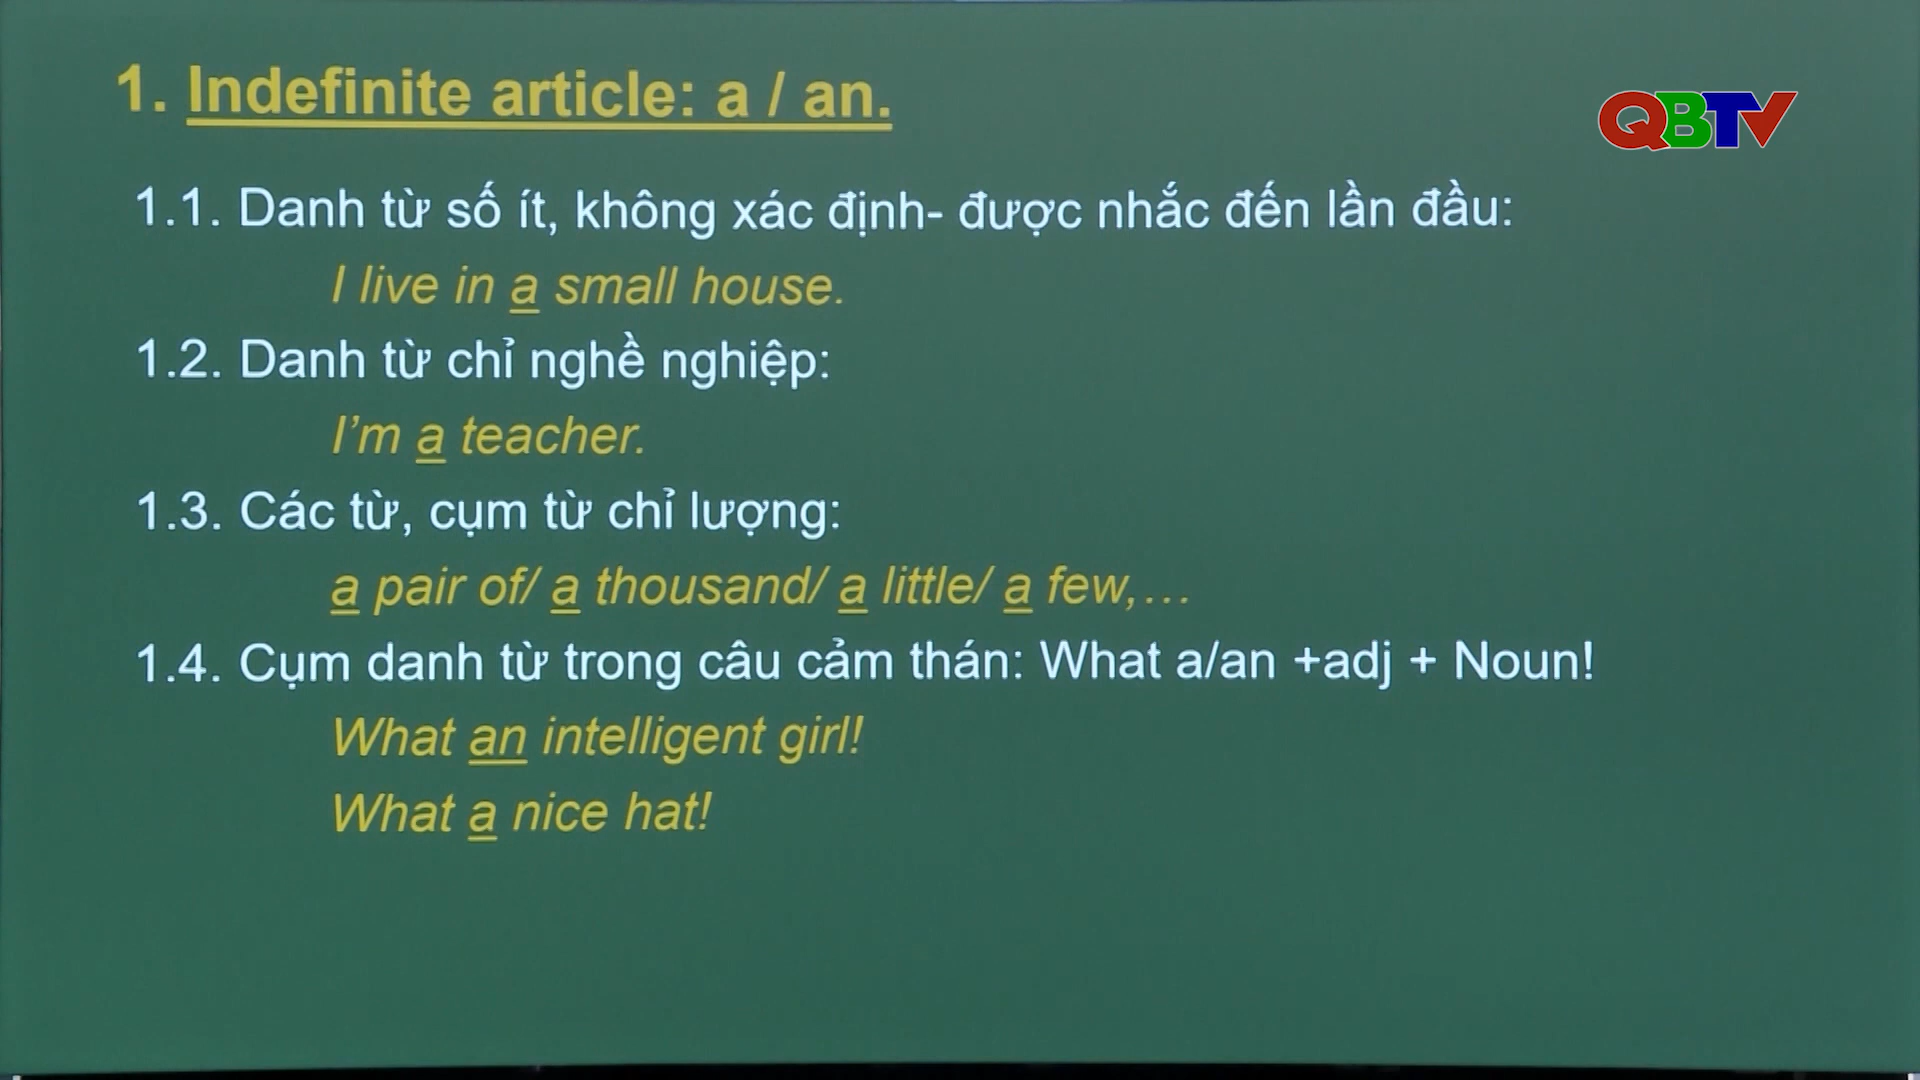 1. Indefinite article: a / an.
QBTV
1.1. Danh từ số ít, không xác định- được nhắc đến lần đầu:
I live in a small house.
1.2. Danh từ chỉ nghề nghiệp:
I'm a teacher.
1.3. Các từ, cụm từ chỉ lượng:
a pair of/ a thousand/ a little/ a few,…
1.4. Cụm danh từ trong câu cảm thán: What a/an +adj + Noun!
What an intelligent girl!
What a nice hat!